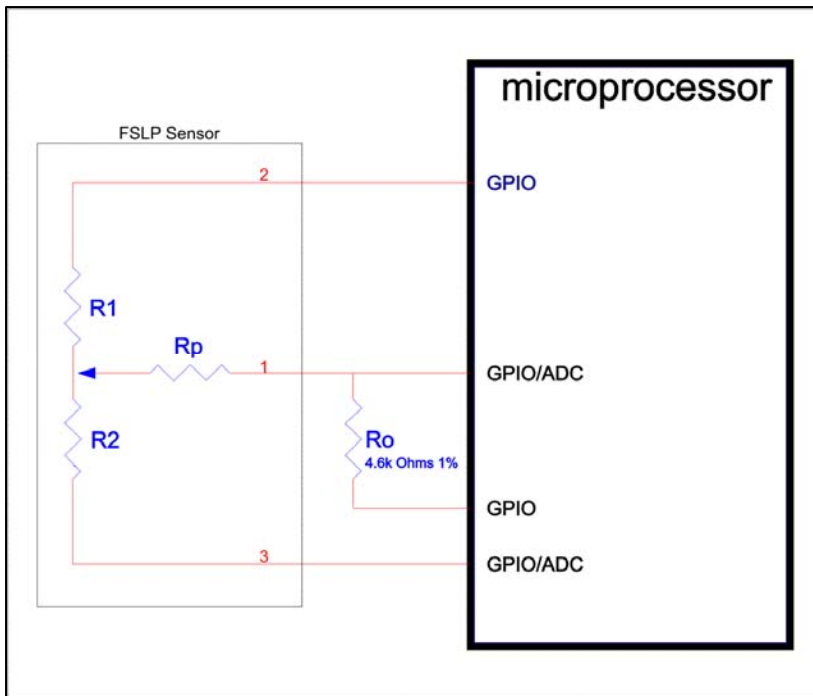 microprocessor
FSLP Sensor
2
GPIO
R1
Rp
1
GPIO/ADC
R2
Ro
4.6k Ohms 1%
GPIO
3
GPIO/ADC